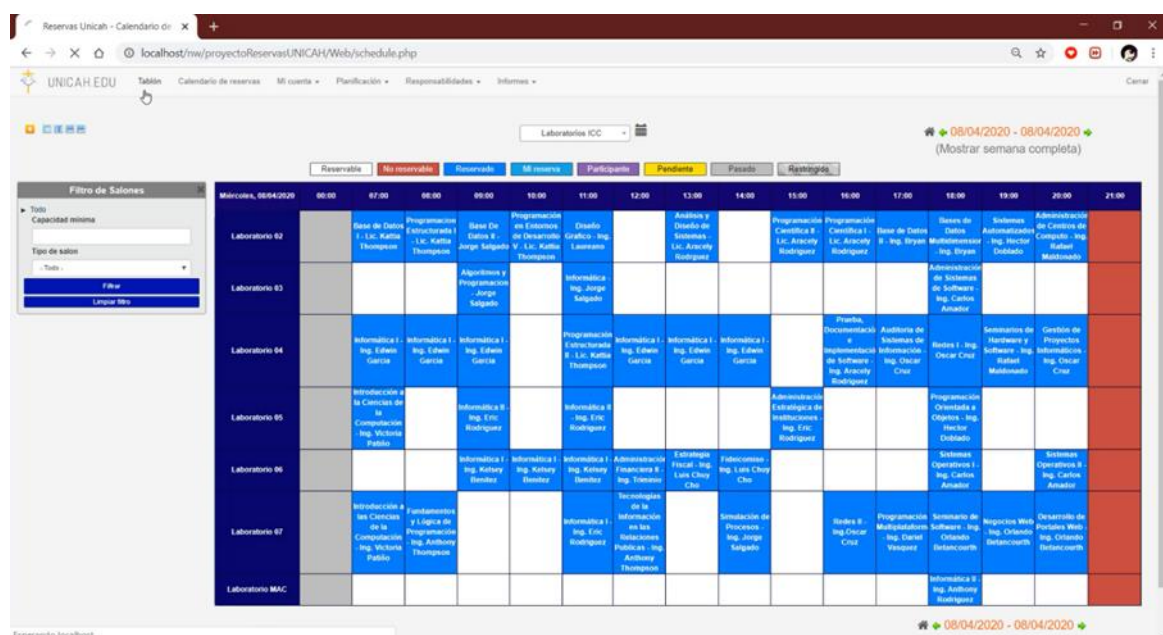 Reservas Unicah - Calendario de
localhost/nw/proyectoReservasUNICAH/Web/schedule.php
UNICAH.EDU Tablón Calendario de reservas Mi cuenta Planificación Responsabilidades Informes Cerrar
Laboratorios ICC
08/04/2020 - 08/04/2020
(Mostrar semana completa)
Reservable No reservable Reservado Mi reserva Participante Pendiente Pasado Restringido
Filtro de Salones
Todo
Capacidad mínima
Tipo de salon
- Todo -
Filtrar
Limpiar filtro
Miércoles, 08/04/2020 00:00 07:00 08:00 09:00 10:00 11:00 12:00 13:00 14:00 15:00 16:00 17:00 18:00 19:00 20:00 21:00
Laboratorio 02
Base de Datos
I - Lic. Kattia
Thompson
Programacion
Estructurada I
- Lic. Kattia
Thompson
Base De
Datos II -
Jorge Salgado
Programación
en Entornos
de Desarrollo
V - Lic. Kattia
Thompson
Diseño
Grafico - Ing.
Laureano
Análisis y
Diseño de
Sistemas -
Lic. Aracely
Rodriguez
Programación
Científica II -
Lic. Aracely
Rodriguez
Programación
Científica I -
Lic. Aracely
Rodriguez
Base de Datos
II - Ing. Bryan
Bases de
Datos
Multidimension
- Ing. Bryan
Sistemas
Automatizados
- Ing. Hector
Doblado
Administración
de Centros de
Computo - Ing.
Rafael
Maldonado
Laboratorio 03
Algoritmos y
Programacion
- Jorge
Salgado
Informática -
Ing. Jorge
Salgado
Administración
de Sistemas
de Software -
Ing. Carlos
Amador
Laboratorio 04
Informática I -
Ing. Edwin
Garcia
Informática I -
Ing. Edwin
Garcia
Informática I -
Ing. Edwin
Garcia
Programación
Estructurada
II - Lic. Kattia
Thompson
Informática I -
Ing. Edwin
Garcia
Informática I -
Ing. Edwin
Garcia
Informática I -
Ing. Edwin
Garcia
Prueba,
Documentació
e
Implementació
de Software -
Ing. Aracely
Rodriguez
Auditoria de
Sistemas de
Información -
Ing. Oscar
Cruz
Redes I - Ing.
Oscar Cruz
Seminarios de
Hardware y
Software - Ing.
Rafael
Maldonado
Gestión de
Proyectos
Informáticos -
Ing. Oscar
Cruz
Laboratorio 05
Introducción a
la Ciencias de
la
Computación
- Ing. Victoria
Patiño
Informática II -
Ing. Eric
Rodriguez
Informática II
- Ing. Eric
Rodriguez
Administració
Estratégica de
Instituciones -
Ing. Eric
Rodriguez
Programación
Orientada a
Objetos - Ing.
Hector
Doblado
Laboratorio 06
Informática I -
Ing. Kelsey
Benitez
Informática I -
Ing. Kelsey
Benitez
Informática I -
Ing. Kelsey
Benitez
Administració
Financiera II -
Ing. Triminio
Estrategia
Fiscal - Ing.
Luis Chuy
Cho
Fideicomiso -
Ing. Luis Chuy
Cho
Sistemas
Operativos I -
Ing. Carlos
Amador
Sistemas
Operativos II -
Ing. Carlos
Amador
Laboratorio 07
Introducción a
las Ciencias
de la
Computación
- Ing. Victoria
Patiño
Fundamentos
y Lógica de
Programación
- Ing. Anthony
Thompson
Informática I -
Ing. Eric
Rodriguez
Tecnologías
de la
Información
en las
Relaciones
Publicas - Ing.
Anthony
Thompson
Simulación de
Procesos -
Ing. Jorge
Salgado
Redes II -
Ing.Oscar
Cruz
Programación
Multiplataform
- Ing. Dariel
Vasquez
Seminario de
Software - Ing.
Orlando
Betancourth
Negocios Web
- Ing. Orlando
Betancourth
Desarrollo de
Portales Web -
Ing. Orlando
Betancourth
Laboratorio MAC
Informática II -
Ing. Anthony
Rodriguez
08/04/2020 - 08/04/2020